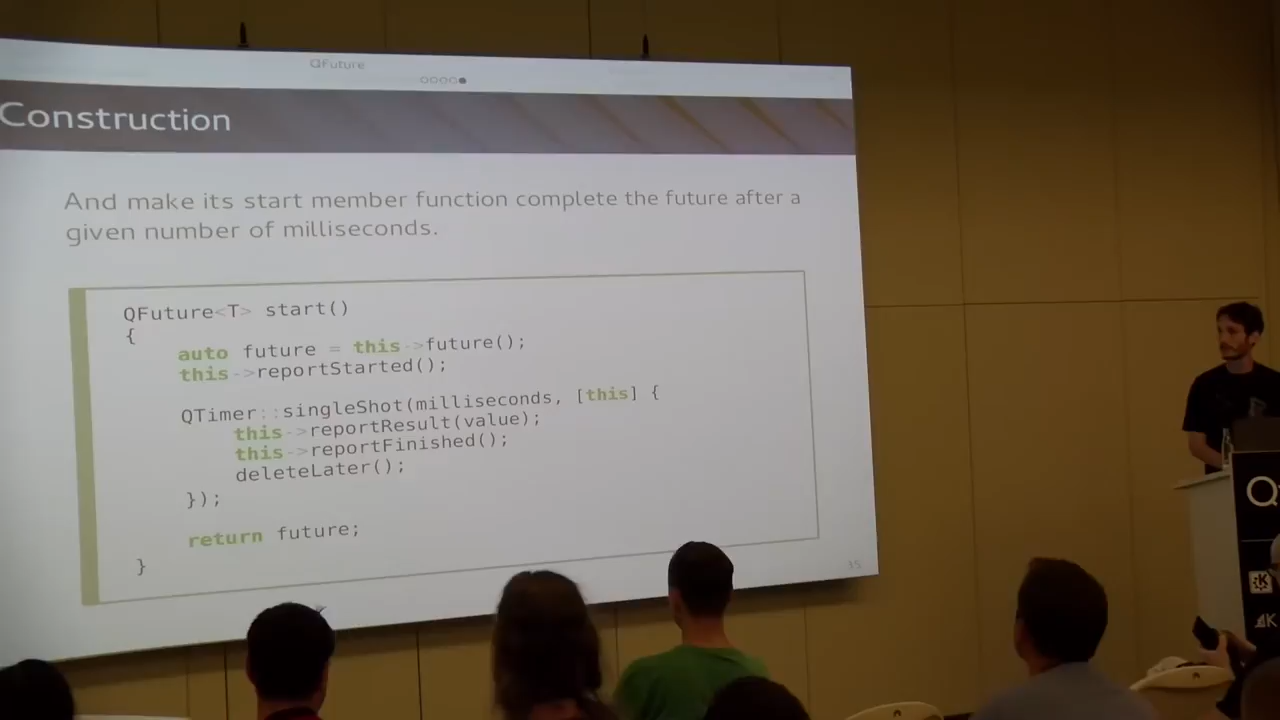 QFuture
Construction
And make its start member function complete the future after a
given number of milliseconds.
QFuture<T> start()
{
auto future = this->future();
this->reportStarted();
QTimer::singleShot(milliseconds, [this] {
this->reportResult(value);
this->reportFinished();
deleteLater();
});
return future;
}
35